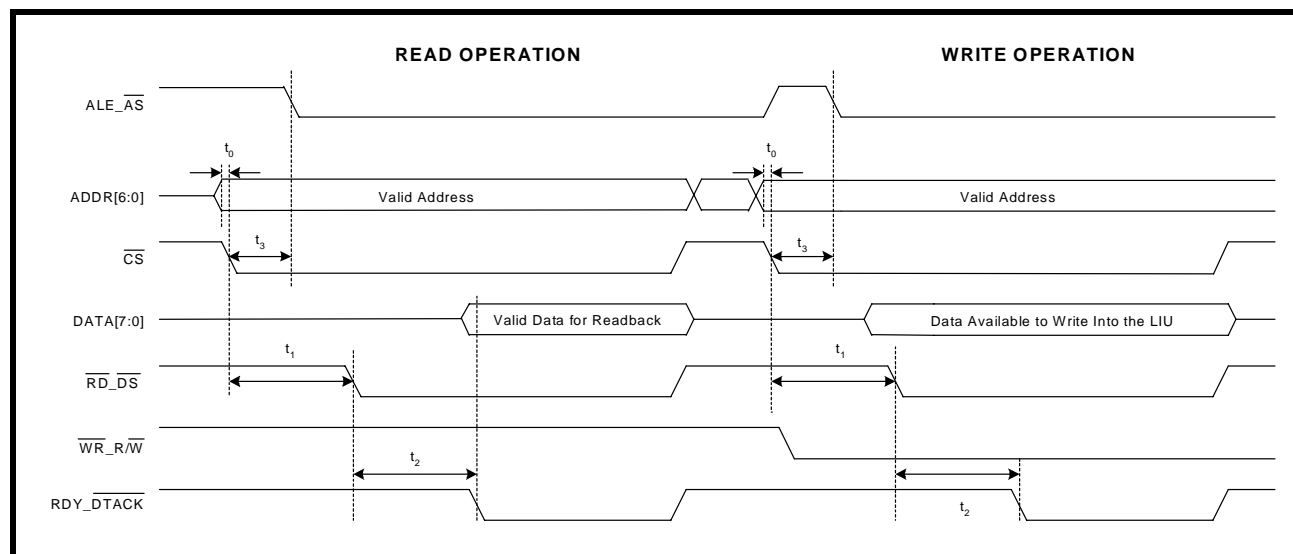 READ OPERATION WRITE OPERATION
ALE_AS
t0 t0
ADDR[6:0] Valid Address Valid Address
CS t3 t3
DATA[7:0] Valid Data for Readback Data Available to Write Into the LIU
t1 t1
RD_DS
WR_R/W
t2
RDY_DTACK t2